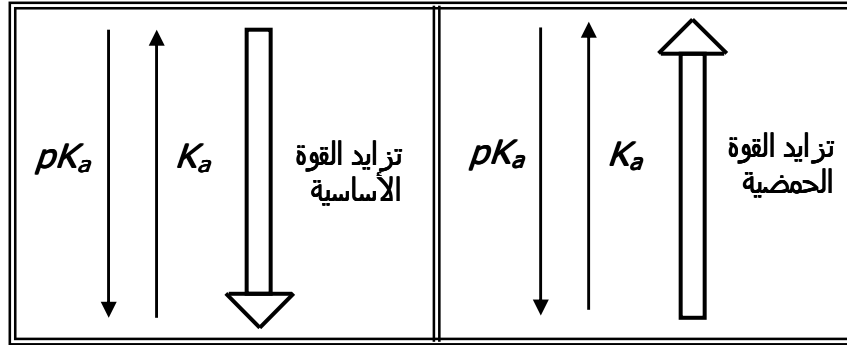 pKₐ
Kₐ
تزايد القوة
الأساسية
pKₐ
Kₐ
تزايد القوة
الحمضية